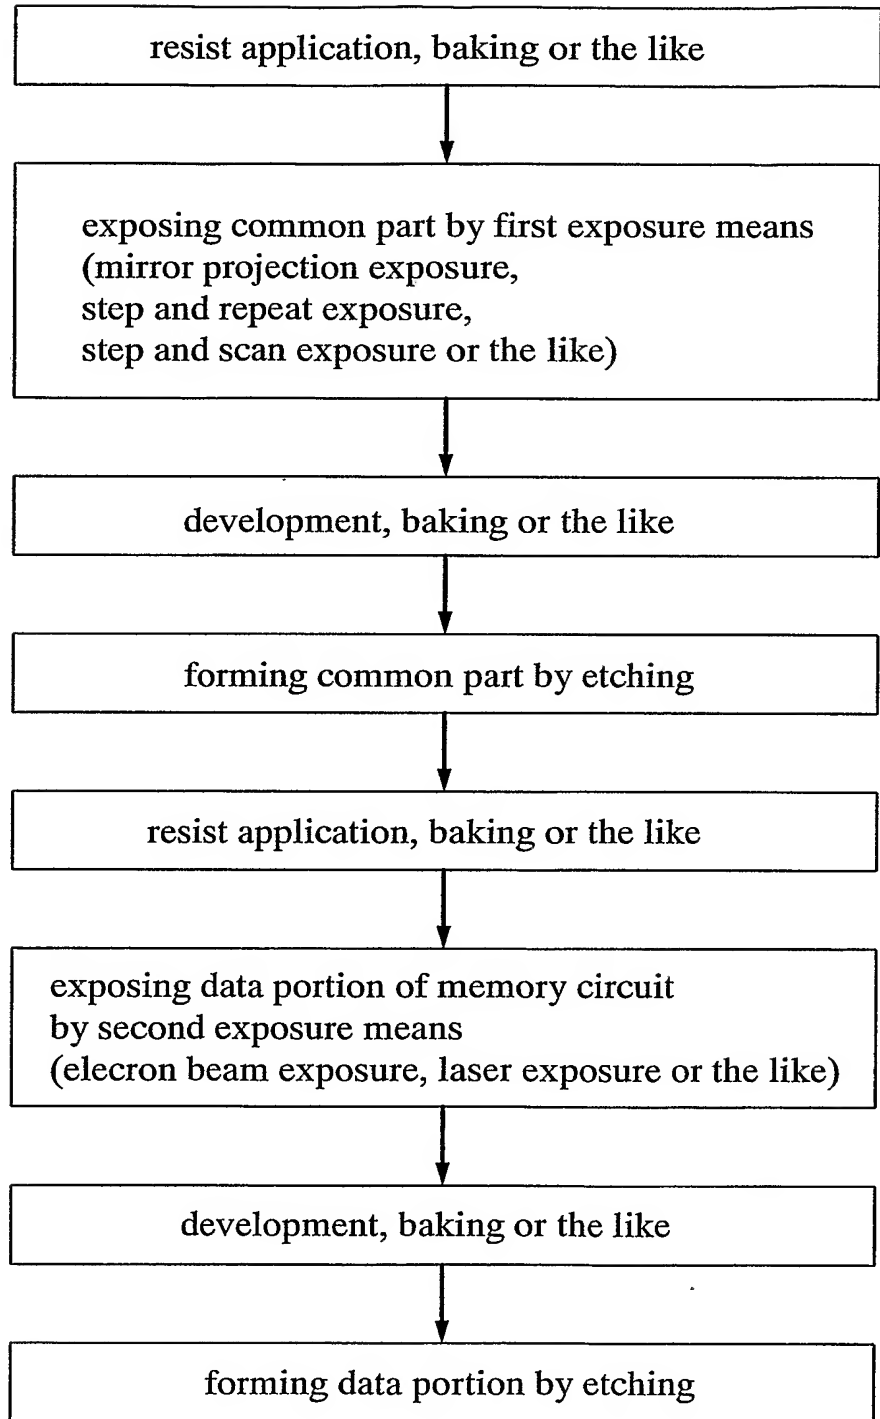 resist application, baking or the like
exposing common part by first exposure means
(mirror projection exposure,
step and repeat exposure,
step and scan exposure or the like)
development, baking or the like
forming common part by etching
resist application, baking or the like
exposing data portion of memory circuit
by second exposure means
(elecron beam exposure, laser exposure or the like)
development, baking or the like
forming data portion by etching